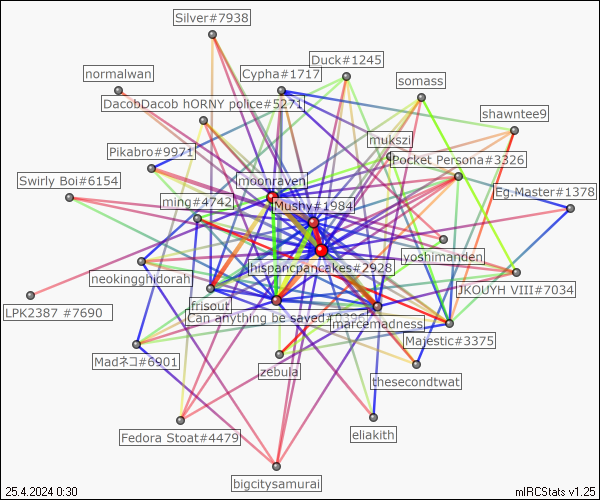 Silver#7938
Duck#1245
normalwan
Cypha#1717
somass
DacobDacob hORNY police#5271
shawntee9
mukszi
Pikabro#9971
Pocket Persona#3326
Swirly Boi#6154
moonraven
Eg.Master#1378
ming#4742
Mushy#1984
yoshimanden
hispancpancakes#2928
neokingghidorah
JKOUYH VIII#7034
frisout
LPK2387 #7690
Can anything be saved
marcemadness
Majestic#3375
Madネコ#6901
zebula
thesecondtwat
Fedora Stoat#4479
eliakith
bigcitysamurai
25.4.2024 0:30
mIRCStats v1.25